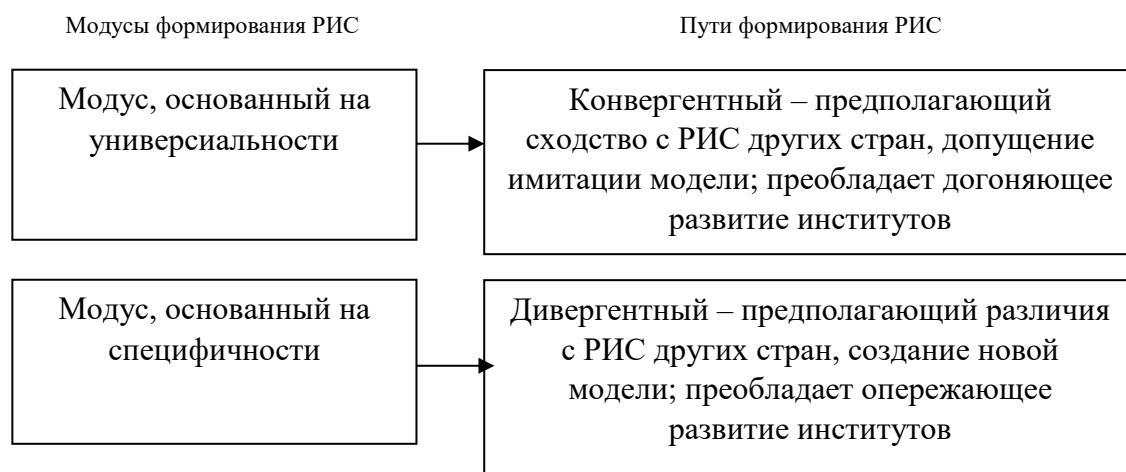 Модусы формирования РИС
Пути формирования РИС
Модус, основанный на
универсиальности
Конвергентный – предполагающий
сходство с РИС других стран, допущение
имитации модели; преобладает догоняющее
развитие институтов
Модус, основанный на
специфичности
Дивергентный – предполагающий различия
с РИС других стран, создание новой
модели; преобладает опережающее
развитие институтов